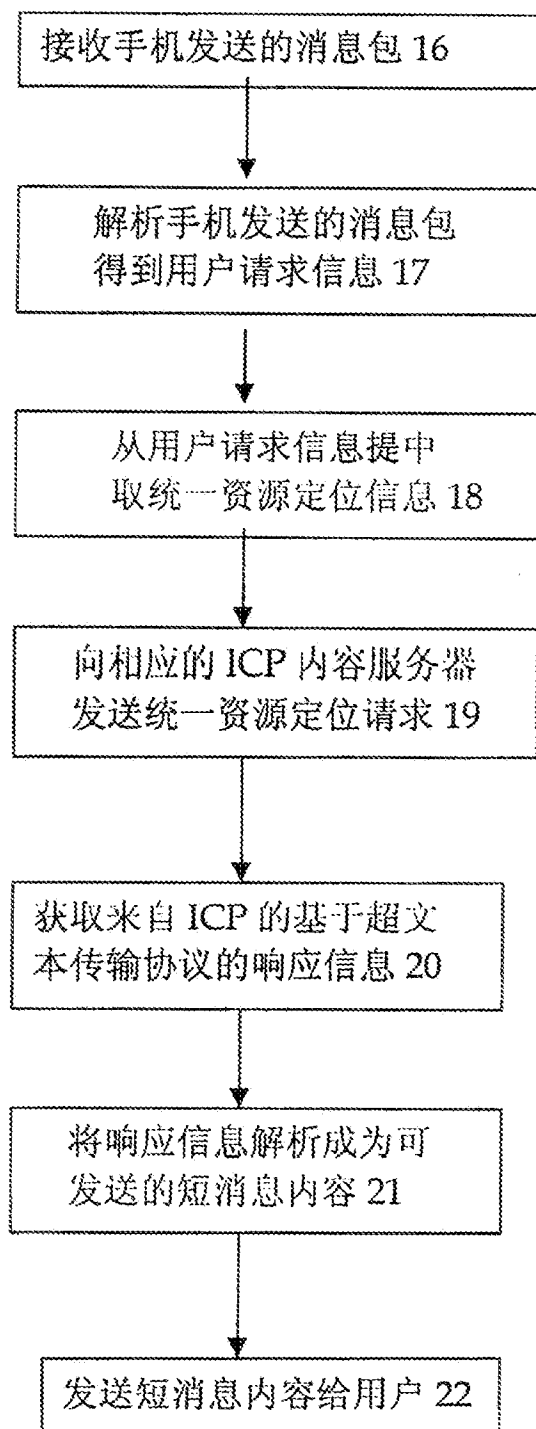 接收手机发送的消息包 16
解析手机发送的消息包
得到用户请求信息 17
从用户请求信息提中
取统一资源定位信息 18
向相应的 ICP 内容服务器
发送统一资源定位请求 19
获取来自 ICP 的基于超文
本传输协议的响应信息 20
将响应信息解析成为可
发送的短消息内容 21
发送短消息内容给用户 22